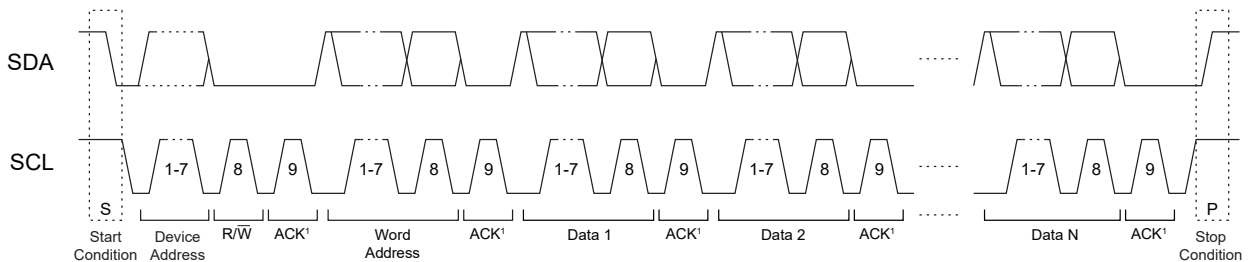 SDA
SCL
1-7 8 9 1-7 8 9 1-7 8 9 1-7 8 9 1-7 8 9
S P
Start Condition Device Address R/W̅ ACK¹ Word Address ACK¹ Data 1 ACK¹ Data 2 ACK¹ Data N ACK¹ Stop Condition